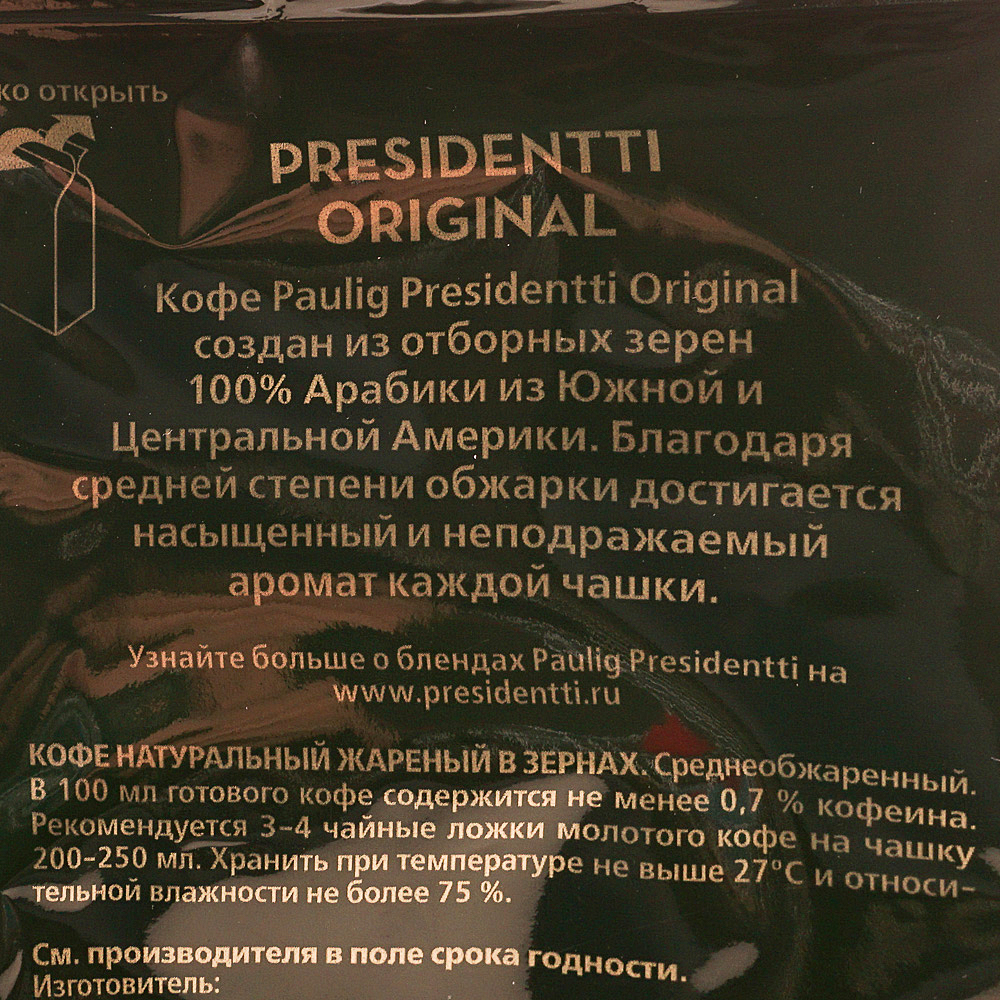 ко открыть
PRESIDENTTI
ORIGINAL
Кофе Paulig Presidentti Original
создан из отборных зерен
100% Арабики из Южной и
Центральной Америки. Благодаря
средней степени обжарки достигается
насыщенный и неподражаемый
аромат каждой чашки.
Узнайте больше о блендах Paulig Presidentti на
www.presidentti.ru
КОФЕ НАТУРАЛЬНЫЙ ЖАРЕНЫЙ В ЗЕРНАХ. Среднеобжаренный.
В 100 мл готового кофе содержится не менее 0,7 % кофеина.
Рекомендуется 3–4 чайные ложки молотого кофе на чашку
200–250 мл. Хранить при температуре не выше 27°С и относи-
тельной влажности не более 75 %.
См. производителя в поле срока годности.
Изготовитель: